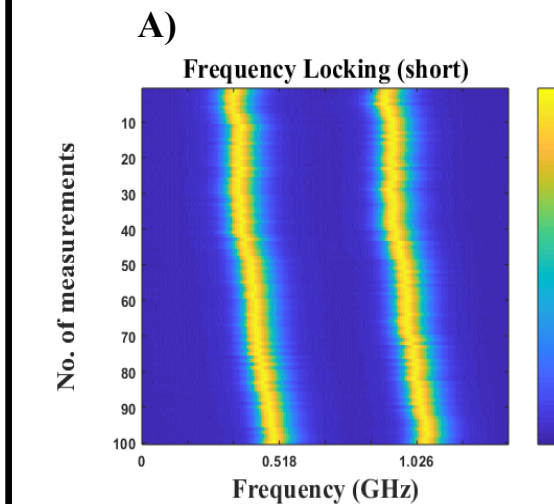 A)
Frequency Locking (short)
No. of measurements
10
20
30
40
50
60
70
80
90
100
0 0.518 1.026
Frequency (GHz)